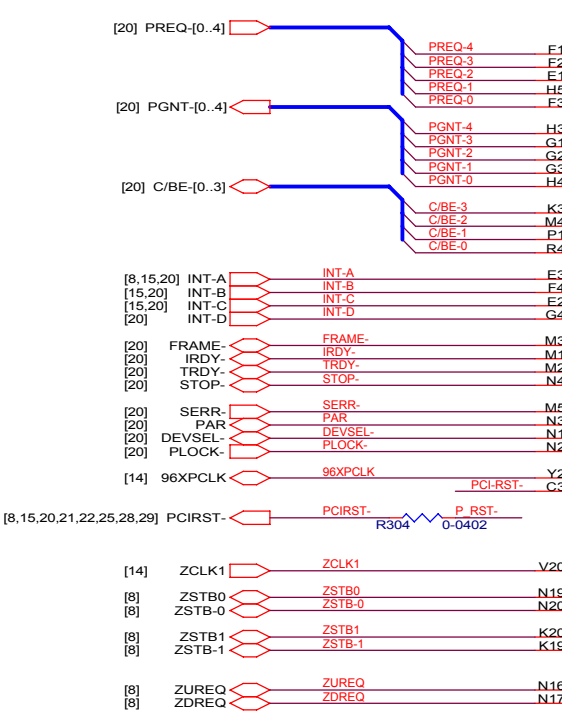 [20] PREQ-[0..4]
PREQ-4 F1
PREQ-3 F2
PREQ-2 E1
PREQ-1 H5
PREQ-0 F3
[20] PGNT-[0..4]
PGNT-4 H3
PGNT-3 G1
PGNT-2 G2
PGNT-1 G3
PGNT-0 H4
[20] C/BE-[0..3]
C/BE-3 K3
C/BE-2 M4
C/BE-1 P1
C/BE-0 R4
[8,15,20] INT-A INT-A E3
[15,20] INT-B INT-B F4
[15,20] INT-C INT-C E2
[20] INT-D INT-D G4
[20] FRAME- FRAME- M3
[20] IRDY- IRDY- M1
[20] TRDY- TRDY- M2
[20] STOP- STOP- N4
[20] SERR- SERR- M5
[20] PAR PAR N3
[20] DEVSEL- DEVSEL- N1
[20] PLOCK- PLOCK- N2
[14] 96XPCLK 96XPCLK Y2
PCI-RST- C3
[8,15,20,21,22,25,28,29] PCIRST- PCIRST- P_RST-
R304 0-0402
[14] ZCLK1 ZCLK1 V20
[8] ZSTB0 ZSTB0 N19
[8] ZSTB-0 ZSTB-0 N20
[8] ZSTB1 ZSTB1 K20
[8] ZSTB-1 ZSTB-1 K19
[8] ZUREQ ZUREQ N16
[8] ZDREQ ZDREQ N17